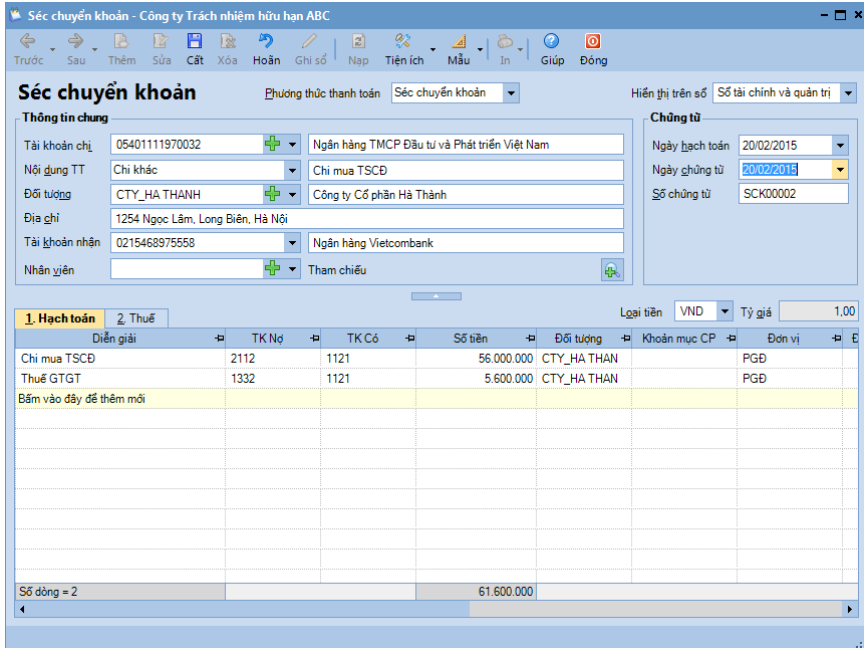 Séc chuyển khoản - Công ty Trách nhiệm hữu hạn ABC
Trước Sau Thêm Sửa Cất Xóa Hoãn Ghi sổ Nạp Tiện ích Mẫu In Giúp Đóng
Séc chuyển khoản Phương thức thanh toán Séc chuyển khoản Hiển thị trên sổ Sổ tài chính và quản trị
Thông tin chung Chứng từ
Tài khoản chi 05401111970032 Ngân hàng TMCP Đầu tư và Phát triển Việt Nam Ngày hạch toán 20/02/2015
Nội dung TT Chi khác Chi mua TSCĐ Ngày chứng từ 20/02/2015
Đối tượng CTY_HA THANH Công ty Cổ phần Hà Thành Số chứng từ SCK00002
Địa chỉ 1254 Ngọc Lâm, Long Biên, Hà Nội
Tài khoản nhận 0215468975558 Ngân hàng Vietcombank
Nhân viên Tham chiếu
1. Hạch toán 2. Thuế Loại tiền VND Tỷ giá 1,00
Diễn giải TK Nợ TK Có Số tiền Đối tượng Khoản mục CP Đơn vị Đ
Chi mua TSCĐ 2112 1121 56.000.000 CTY_HA THAN PGĐ
Thuế GTGT 1332 1121 5.600.000 CTY_HA THAN PGĐ
Bấm vào đây để thêm mới
Số dòng = 2 61.600.000